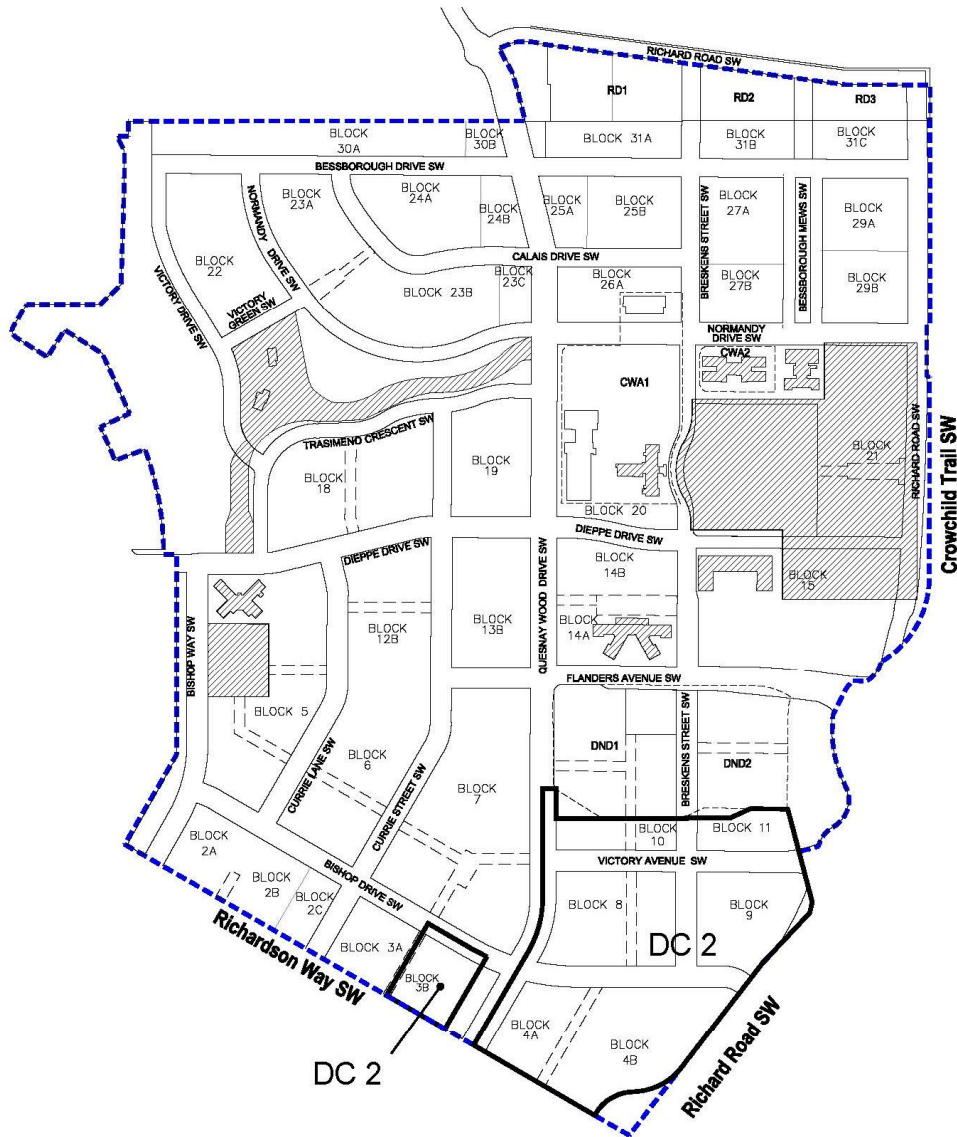 RICHARD ROAD SW
RD1
RD2
RD3
BLOCK
30A
BLOCK
30B
BLOCK 31A
BLOCK
31B
BLOCK
31C
BESSBOROUGH DRIVE SW
BLOCK
23A
BLOCK
24A
BLOCK
24B
BLOCK
25A
BLOCK
25B
BLOCK
27A
BLOCK
29A
NORMANDY DRIVE SW
BRESKENS STREET SW
BESSBOROUGH MEWS SW
BLOCK
22
CALAIS DRIVE SW
VICTORY DRIVE SW
VICTORY
GREEN SW
BLOCK 23B
BLOCK
23C
BLOCK
26A
BLOCK
27B
BLOCK
29B
NORMANDY
DRIVE SW
CWA2
CWA1
RICHARD ROAD SW
Crowchild Trail SW
TRASIMENO CRESCENT SW
BLOCK
18
BLOCK
19
BLOCK
21
BLOCK 20
DIEPPE DRIVE SW
DIEPPE DRIVE SW
BLOCK
14B
BLOCK
15
BLOCK
12B
BLOCK
13B
QUESNAY WOOD DRIVE SW
BLOCK
14A
BISHOP WAY SW
FLANDERS AVENUE SW
BLOCK 5
BLOCK
6
CURRIE LANE SW
CURRIE STREET SW
BLOCK
7
DND1
BRESKENS STREET SW
DND2
BLOCK
10
BLOCK 11
VICTORY AVENUE SW
BLOCK
2A
BLOCK
2B
BLOCK
2C
BISHOP DRIVE SW
BLOCK 8
BLOCK
9
DC 2
Richardson Way SW
BLOCK 3A
BLOCK
3B
DC 2
BLOCK
4A
BLOCK
4B
Richard Road SW